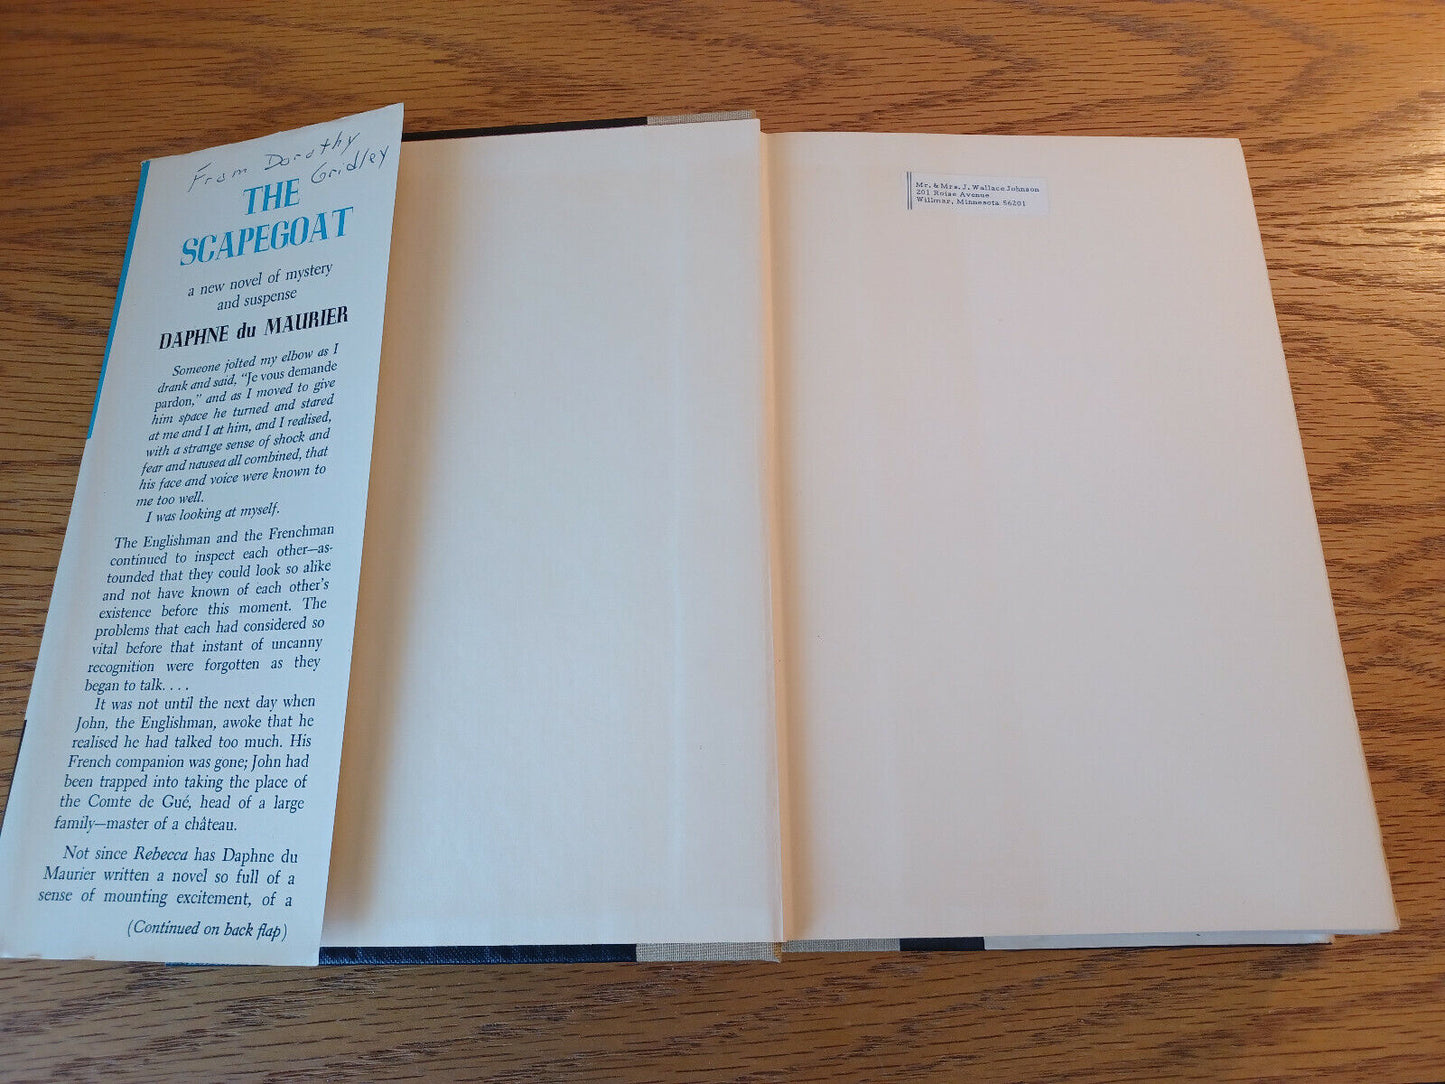 From Dorothy
Gridley
THE
SCAPEGOAT
a new novel of mystery
and suspense
DAPHNE du MAURIER
Someone jolted my elbow as I
drank and said, "Je vous demande
pardon," and as I moved to give
him space he turned and stared
at me and I at him, and I realised,
with a strange sense of shock and
fear and nausea all combined, that
his face and voice were known to
me too well.
I was looking at myself.
The Englishman and the Frenchman
continued to inspect each other—as-
tounded that they could look so alike
and not have known of each other's
existence before this moment. The
problems that each had considered so
vital before that instant of uncanny
recognition were forgotten as they
began to talk. . . .
It was not until the next day when
John, the Englishman, awoke that he
realised he had talked too much. His
French companion was gone; John had
been trapped into taking the place of
the Comte de Gué, head of a large
family—master of a château.
Not since Rebecca has Daphne du
Maurier written a novel so full of a
sense of mounting excitement, of a
(Continued on back flap)
Mr. & Mrs. J. Wallace Johnson
201 Roise Avenue
Willmar, Minnesota 56201